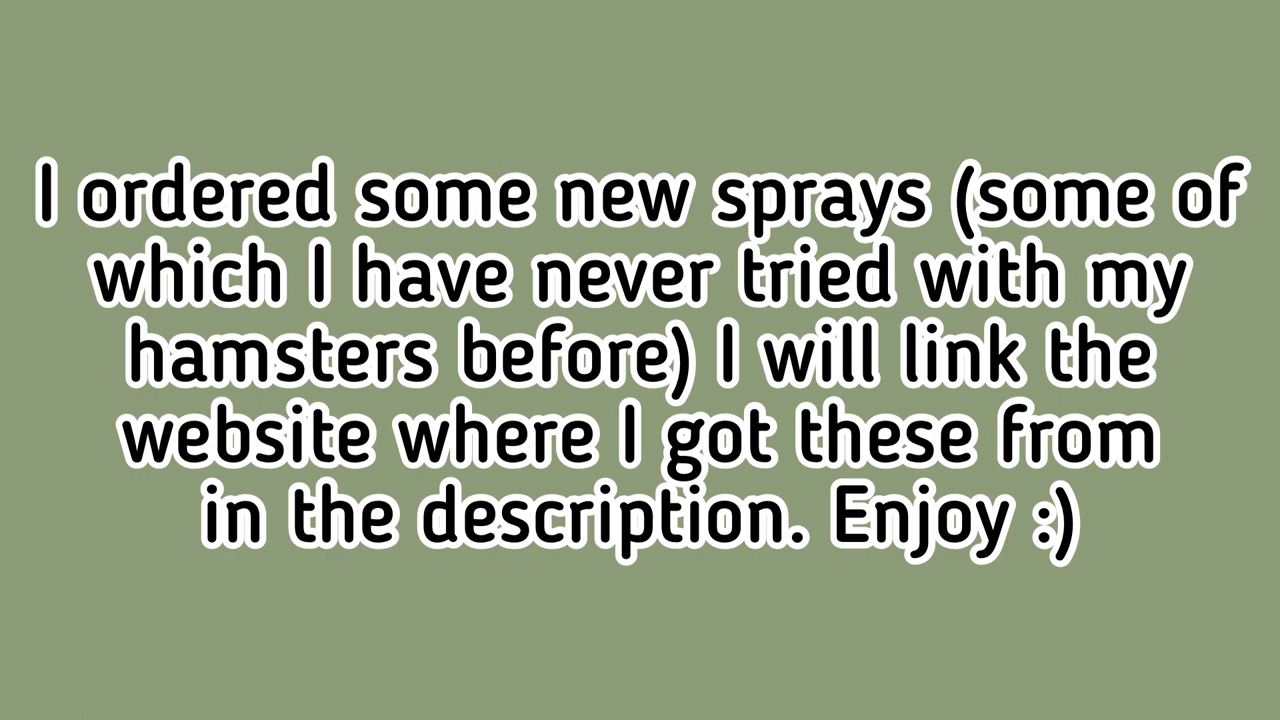 I ordered some new sprays (some of
which I have never tried with my
hamsters before) I will link the
website where I got these from
in the description. Enjoy :)